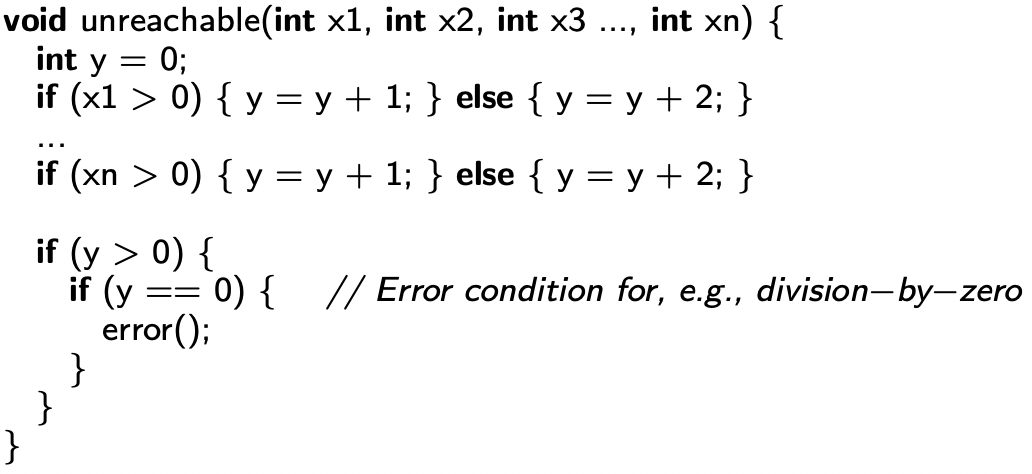 void unreachable(int x1, int x2, int x3 ..., int xn) {
int y = 0;
if (x1 > 0) { y = y + 1; } else { y = y + 2; }
...
if (xn > 0) { y = y + 1; } else { y = y + 2; }
if (y > 0) {
if (y == 0) { // Error condition for, e.g., division−by−zero
error();
}
}
}